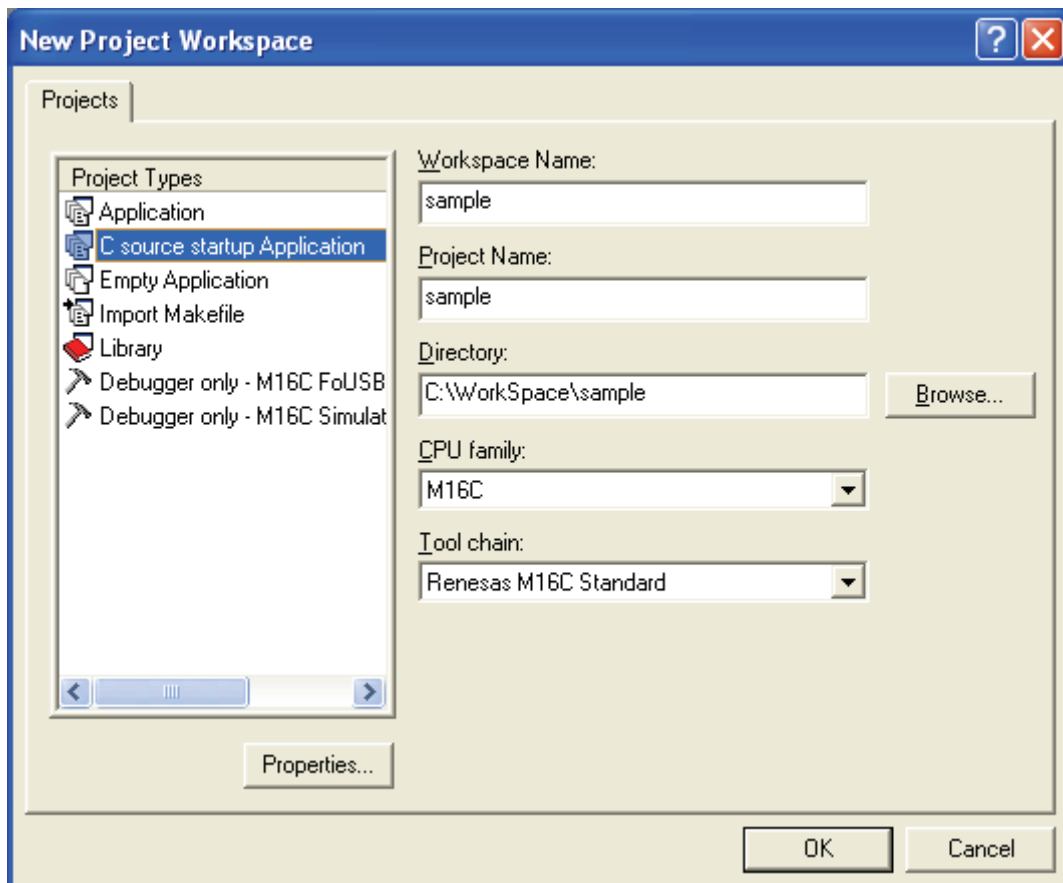 New Project Workspace
Projects
Project Types
Application
C source startup Application
Empty Application
Import Makefile
Library
Debugger only - M16C FoUSB
Debugger only - M16C Simulat
Properties...
Workspace Name:
sample
Project Name:
sample
Directory:
C:\WorkSpace\sample
Browse...
CPU family:
M16C
Tool chain:
Renesas M16C Standard
OK
Cancel